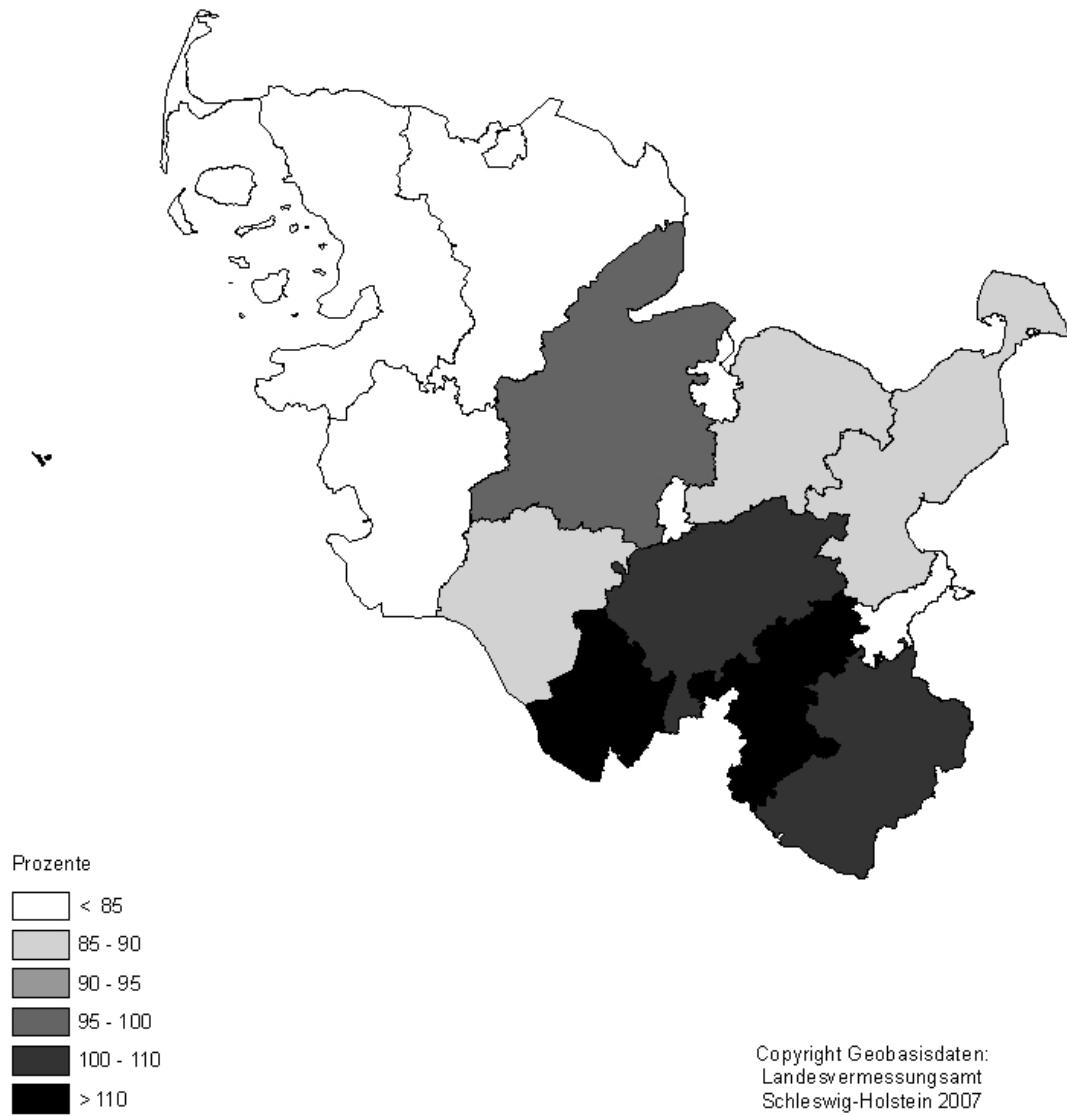 Prozente
< 85
85 - 90
90 - 95
95 - 100
100 - 110
> 110
Copyright Geobasisdaten:
Landesvermessungsamt
Schleswig-Holstein 2007